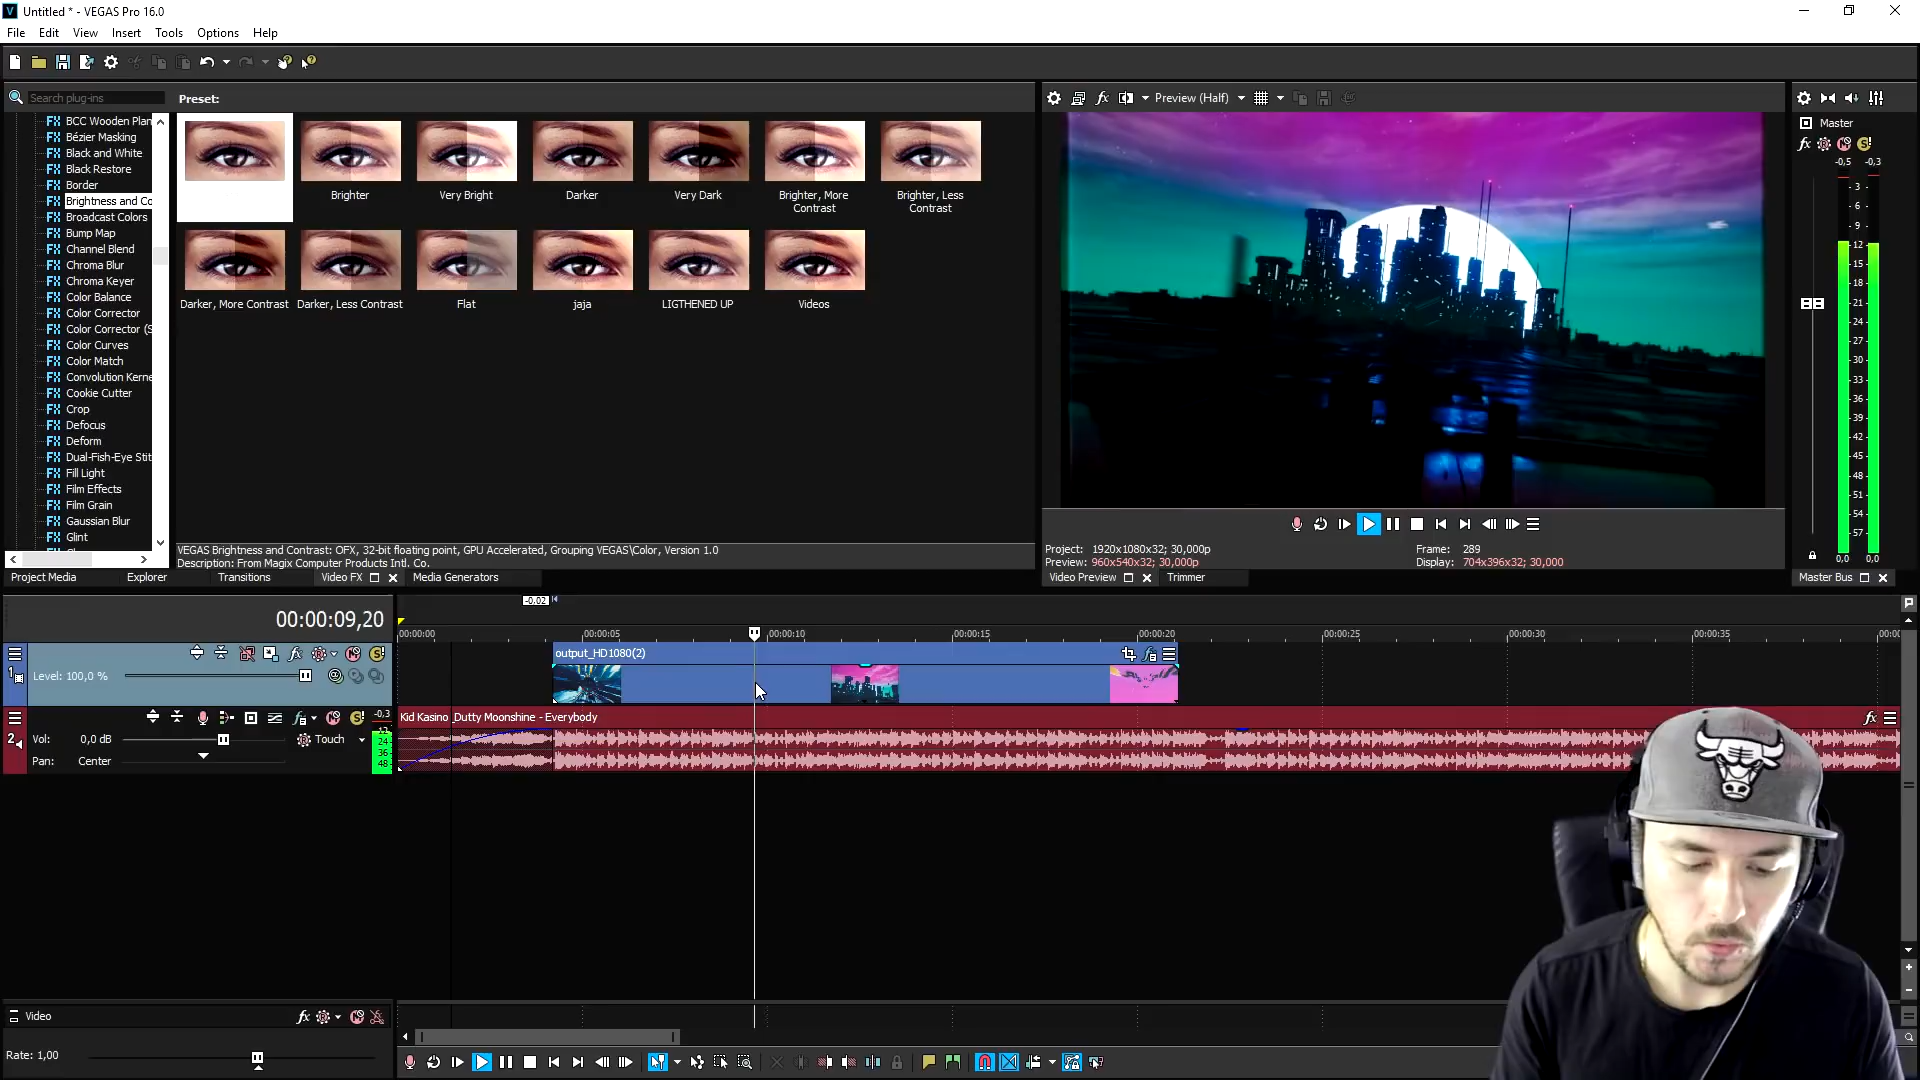 Untitled * - VEGAS Pro 16.0
File Edit View Insert Tools Options Help
Search plug-ins
Preset:
BCC Wooden Plan
Bézier Masking
Black and White
Black Restore
Border
Brightness and Co
Broadcast Colors
Bump Map
Channel Blend
Chroma Blur
Chroma Keyer
Color Balance
Color Corrector
Color Corrector (S
Color Curves
Color Match
Convolution Kerne
Cookie Cutter
Crop
Defocus
Deform
Dual-Fish-Eye Stit
Fill Light
Film Effects
Film Grain
Gaussian Blur
Glint
Brighter
Very Bright
Darker
Very Dark
Brighter, More Contrast
Brighter, Less Contrast
Darker, More Contrast
Darker, Less Contrast
Flat
jaja
LIGTHENED UP
Videos
VEGAS Brightness and Contrast: OFX, 32-bit floating point, GPU Accelerated, Grouping VEGAS\Color, Version 1.0
Description: From Magix Computer Products Intl. Co.
Project Media Explorer Transitions Video FX Media Generators
Preview (Half)
Project: 1920x1080x32; 30,000p
Preview: 960x540x32; 30,000p
Frame: 289
Display: 704x396x32; 30,000
Video Preview Trimmer
Master
-0,5 -0,3
3
6
9
12
15
18
21
24
27
30
33
36
39
42
45
48
51
54
57
0,0 0,0
Master Bus
00:00:09,20
-0.02
00:00:00 00:00:05 00:00:10 00:00:15 00:00:20 00:00:25 00:00:30 00:00:35 00:00
1
Level: 100,0 %
output_HD1080(2)
2
-0,3
Vol: 0,0 dB
Touch
Pan: Center
12
24
36
48
Kid Kasino _Dutty Moonshine - Everybody
Video
Rate: 1,00